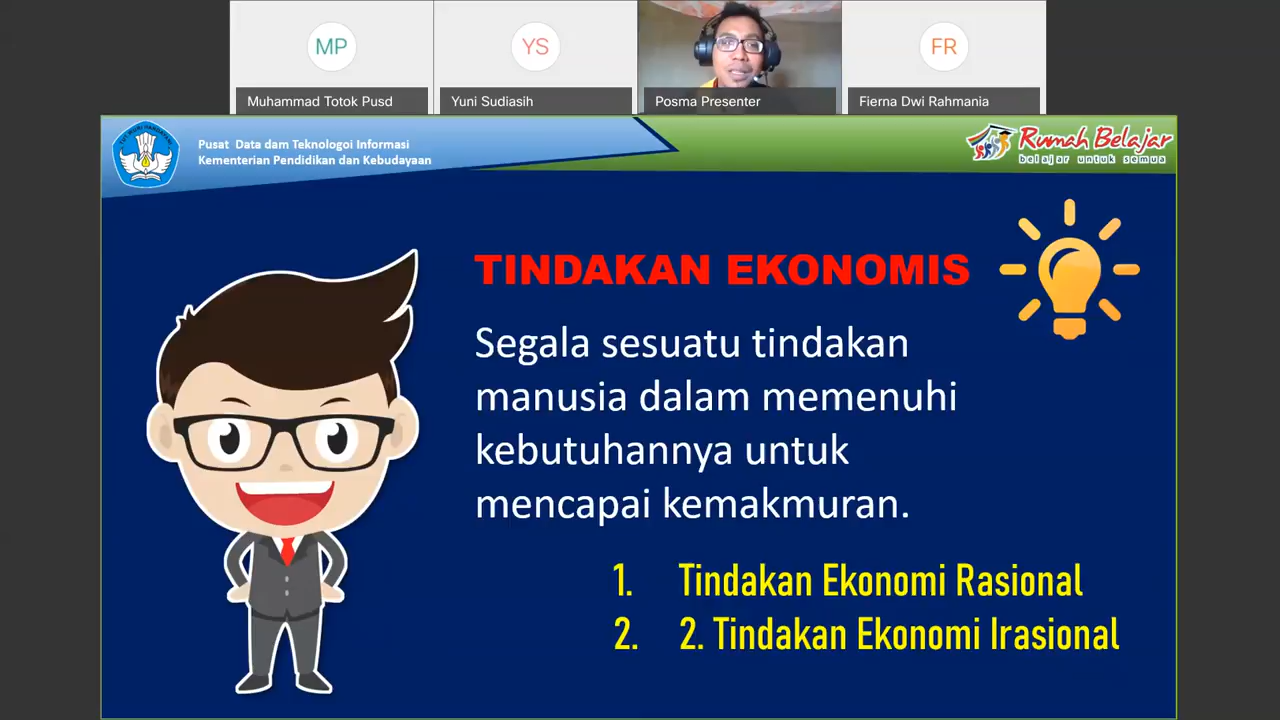 MP
YS
FR
Muhammad Totok Pusd
Yuni Sudiasih
Posma Presenter
Fierna Dwi Rahmania
Pusat Data dam Teknologoi Informasi
Kementerian Pendidikan dan Kebudayaan
Rumah Belajar
belajar untuk semua
TINDAKAN EKONOMIS
Segala sesuatu tindakan
manusia dalam memenuhi
kebutuhannya untuk
mencapai kemakmuran.
1. Tindakan Ekonomi Rasional
2. 2. Tindakan Ekonomi Irasional